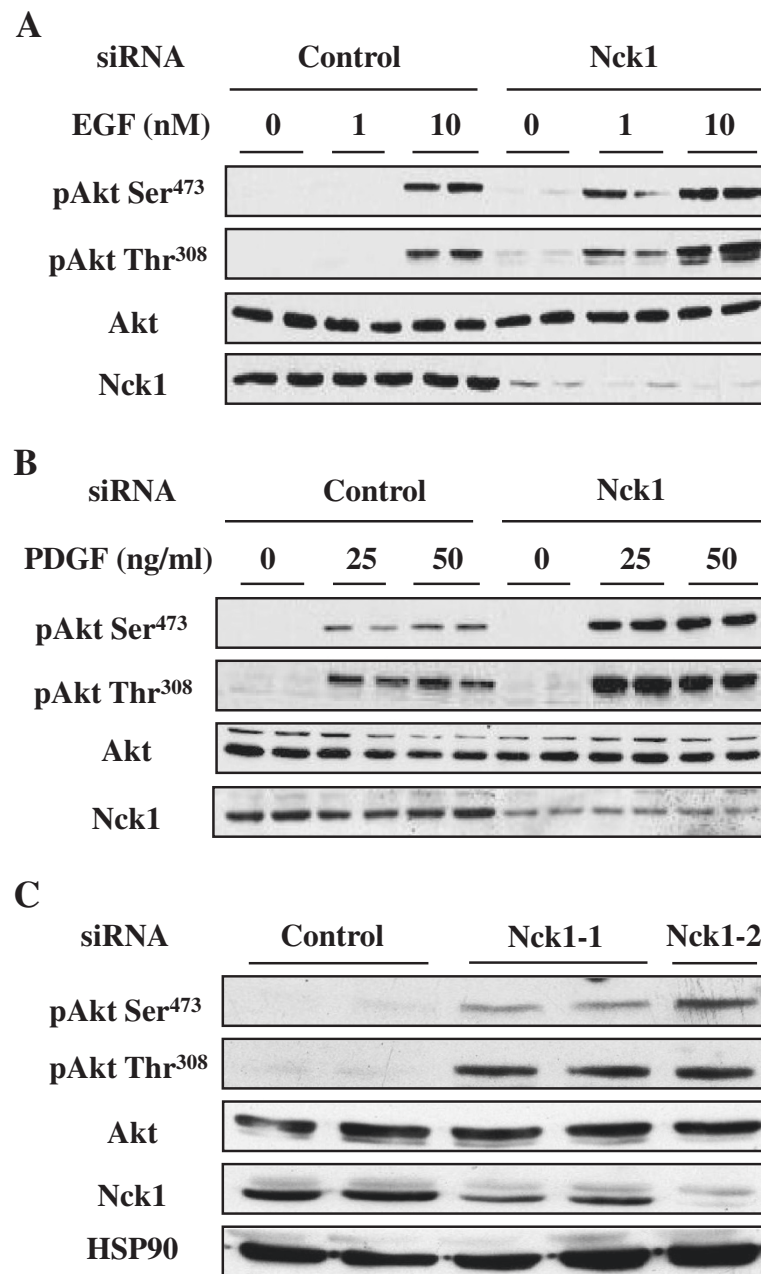 A
siRNA Control Nck1
EGF (nM) 0 1 10 0 1 10
pAkt Ser473
pAkt Thr308
Akt
Nck1
B
siRNA Control Nck1
PDGF (ng/ml) 0 25 50 0 25 50
pAkt Ser473
pAkt Thr308
Akt
Nck1
C
siRNA Control Nck1-1 Nck1-2
pAkt Ser473
pAkt Thr308
Akt
Nck1
HSP90